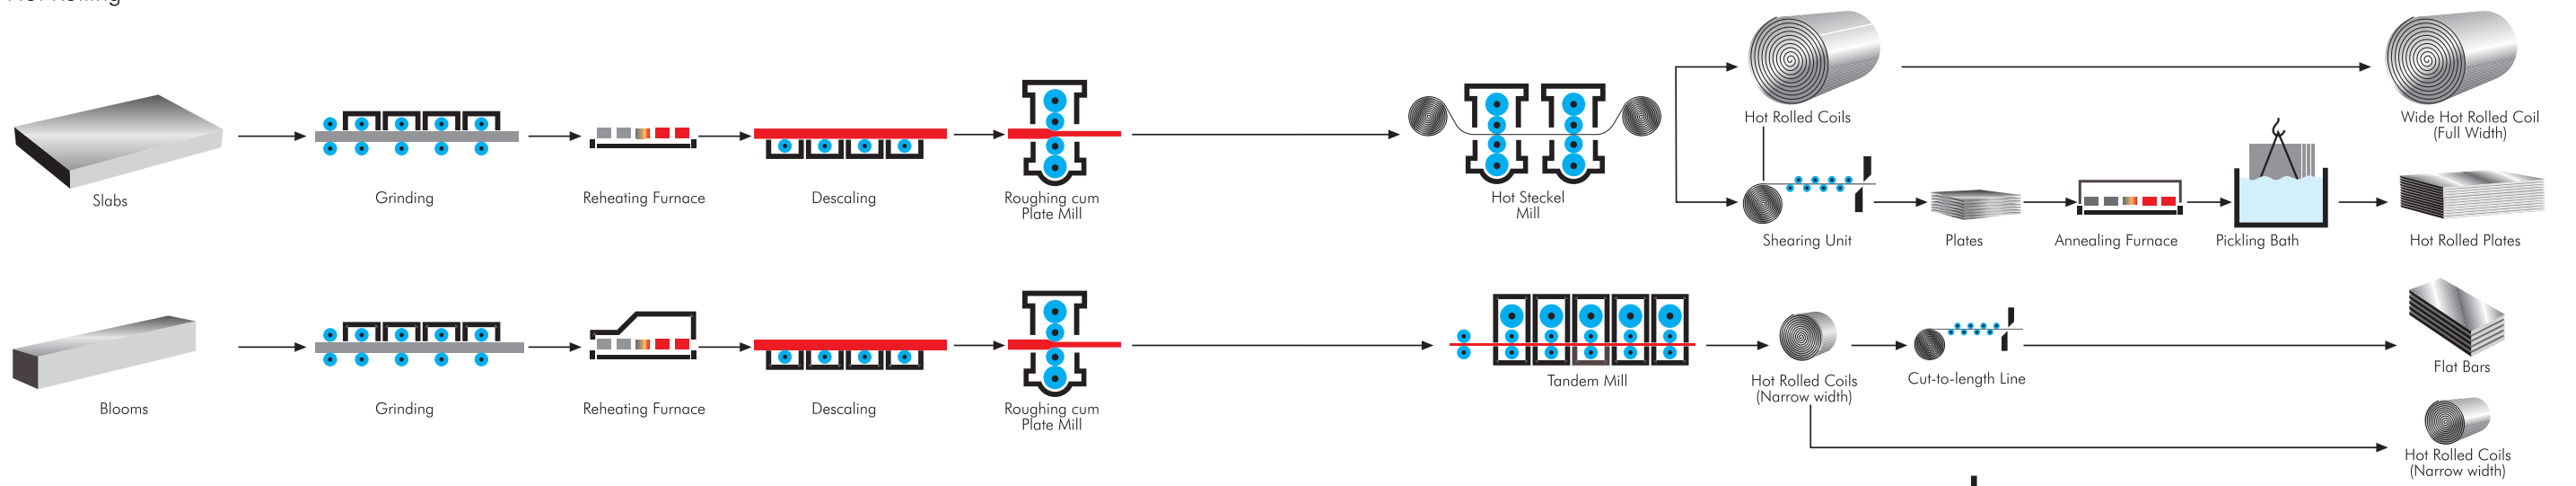 Hot Rolling
Slabs
Grinding
Reheating Furnace
Descaling
Roughing cum
Plate Mill
Hot Steckel
Mill
Hot Rolled Coils
Wide Hot Rolled Coil
(Full Width)
Shearing Unit
Plates
Annealing Furnace
Pickling Bath
Hot Rolled Plates
Blooms
Grinding
Reheating Furnace
Descaling
Roughing cum
Plate Mill
Tandem Mill
Hot Rolled Coils
(Narrow width)
Cut-to-length Line
Flat Bars
Hot Rolled Coils
(Narrow width)